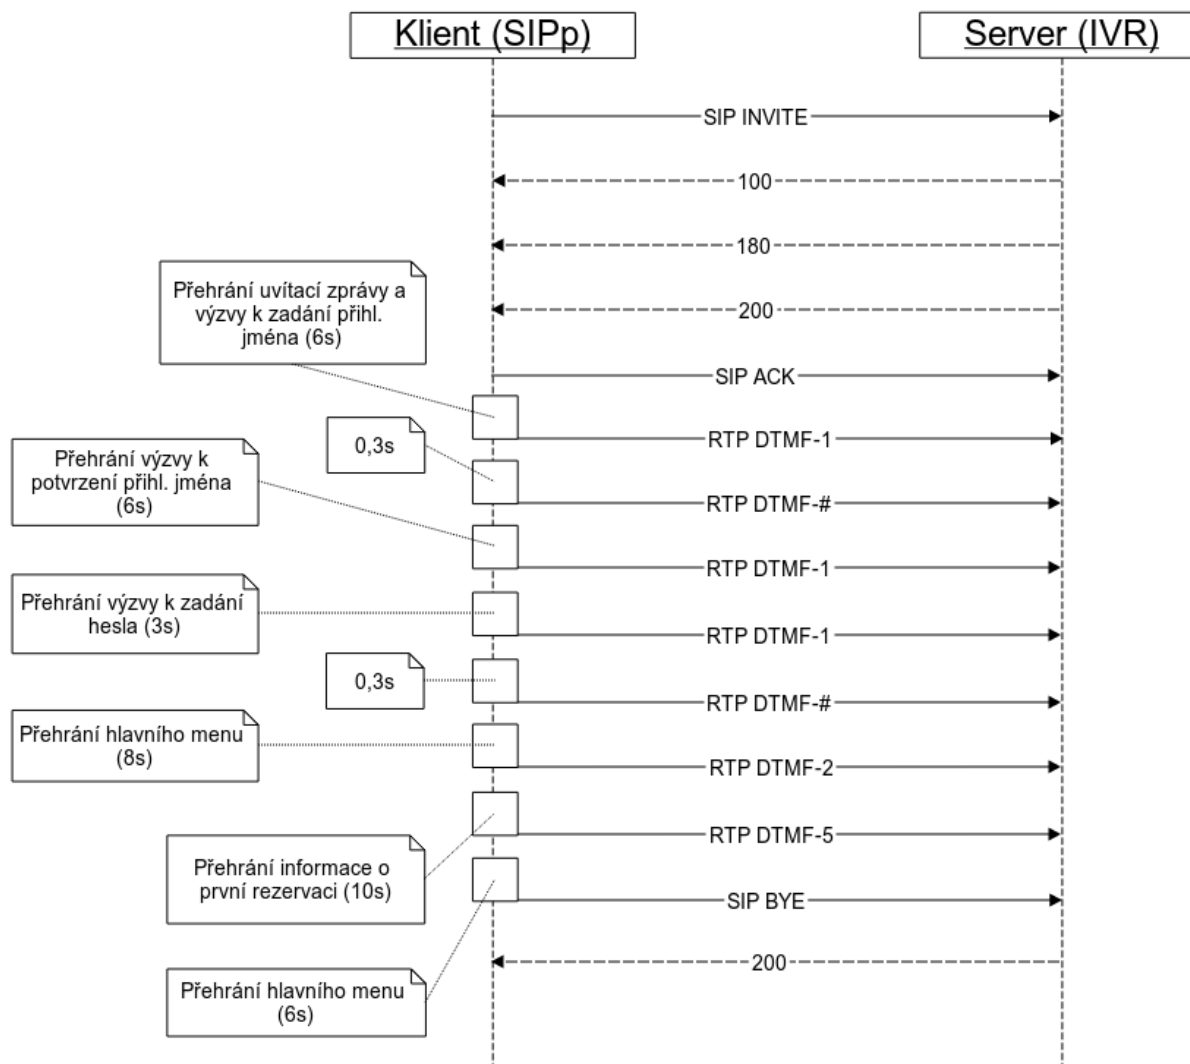 Klient (SIPp)
Server (IVR)
SIP INVITE
100
180
Přehrání uvítací zprávy a
výzvy k zadání přihl.
jména (6s)
200
SIP ACK
0,3s
RTP DTMF-1
Přehrání výzvy k
potvrzení přihl. jména
(6s)
RTP DTMF-#
RTP DTMF-1
Přehrání výzvy k zadání
hesla (3s)
RTP DTMF-1
0,3s
RTP DTMF-#
Přehrání hlavního menu
(8s)
RTP DTMF-2
RTP DTMF-5
Přehrání informace o
první rezervaci (10s)
SIP BYE
200
Přehrání hlavního menu
(6s)